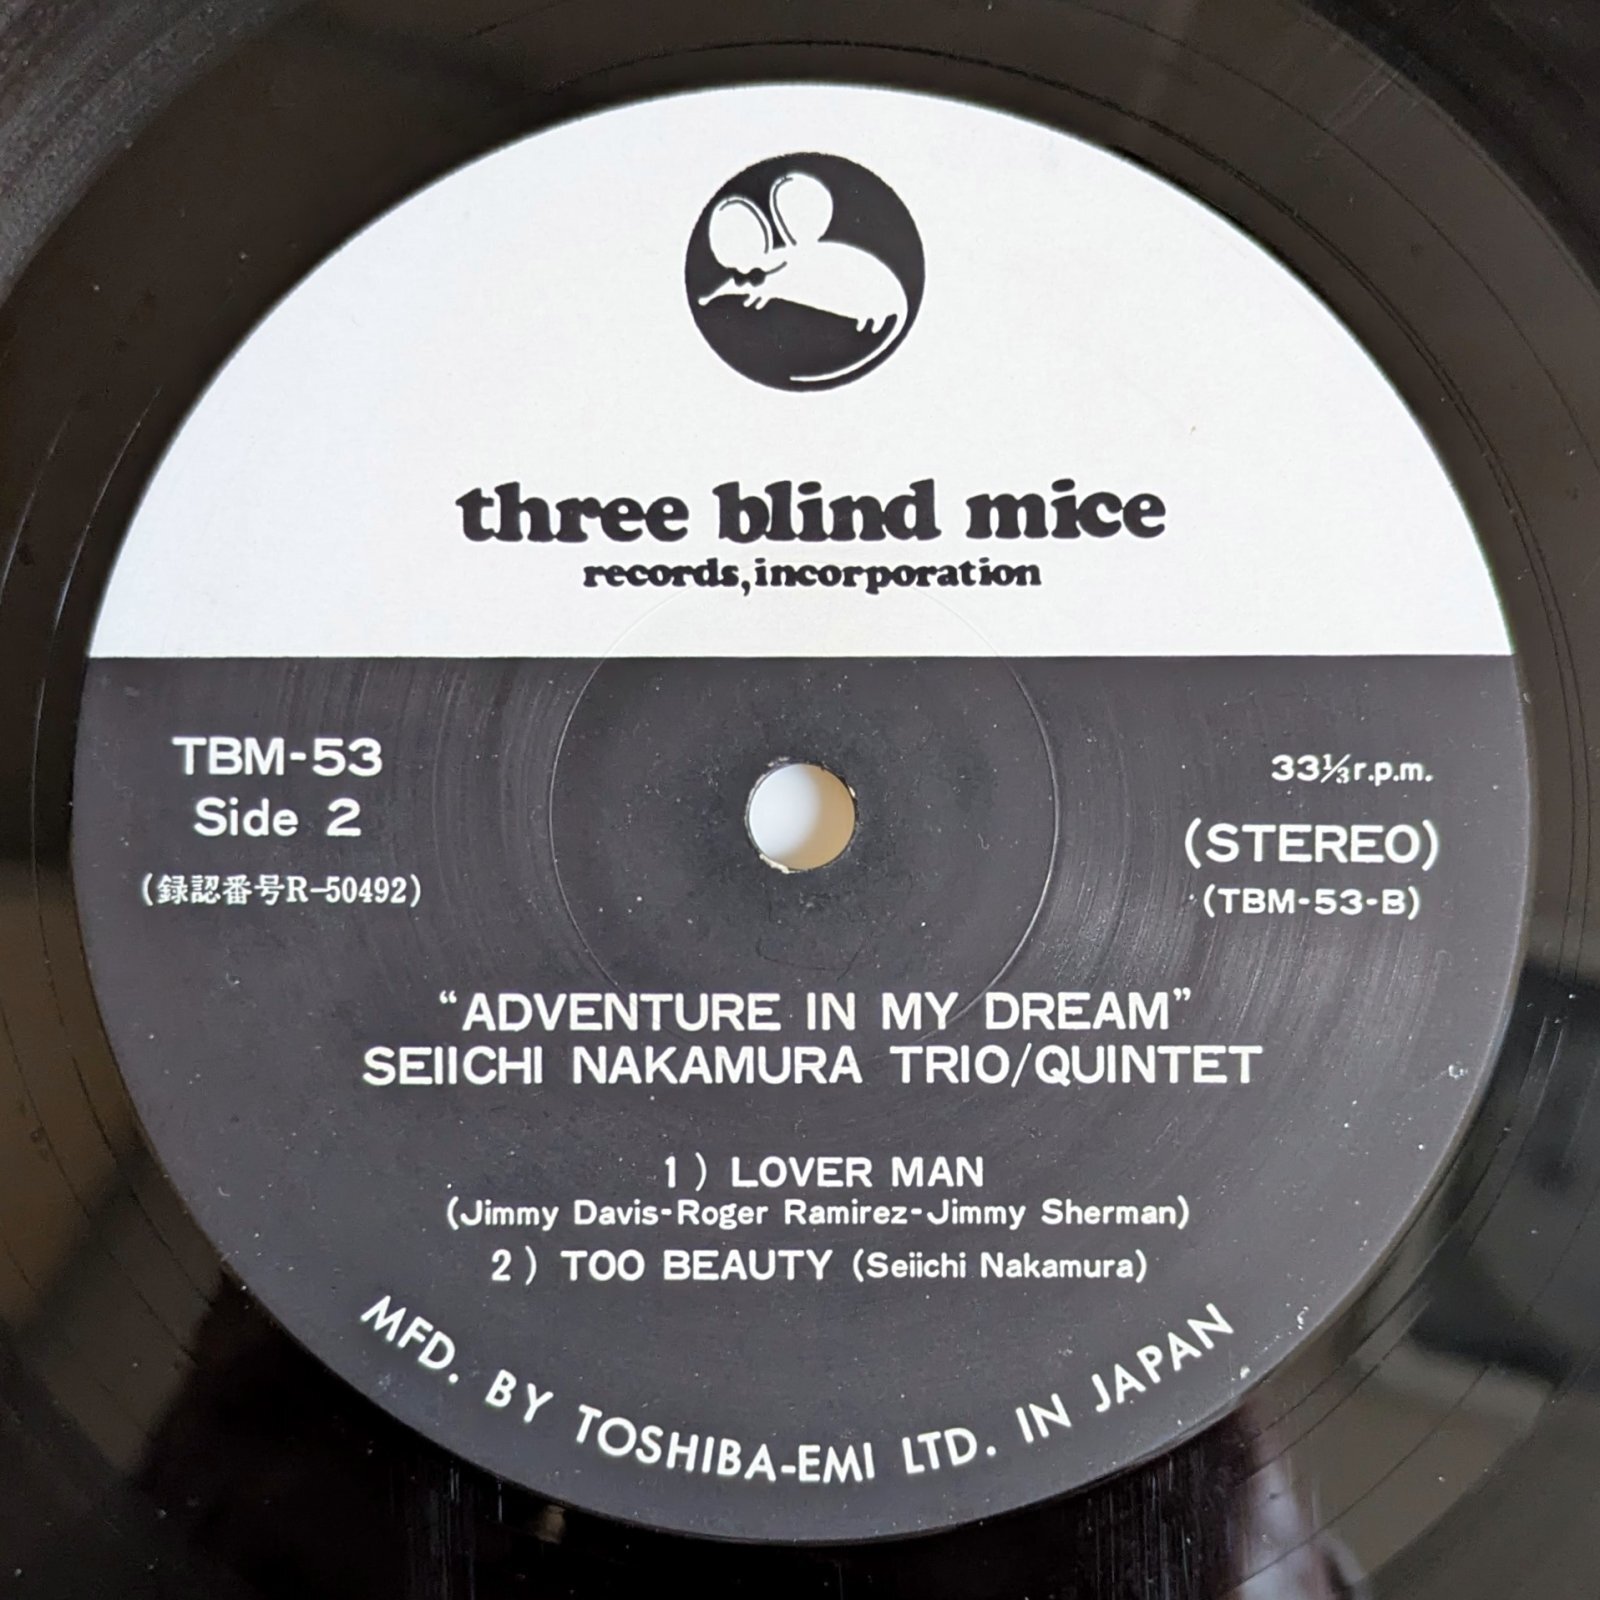 three blind mice
records, incorporation
TBM-53
Side 2
(録認番号R-50492)
33⅓r.p.m.
(STEREO)
(TBM-53-B)
“ADVENTURE IN MY DREAM”
SEIICHI NAKAMURA TRIO/QUINTET
1) LOVER MAN
(Jimmy Davis-Roger Ramirez-Jimmy Sherman)
2) TOO BEAUTY (Seiichi Nakamura)
MFD. BY TOSHIBA-EMI LTD. IN JAPAN